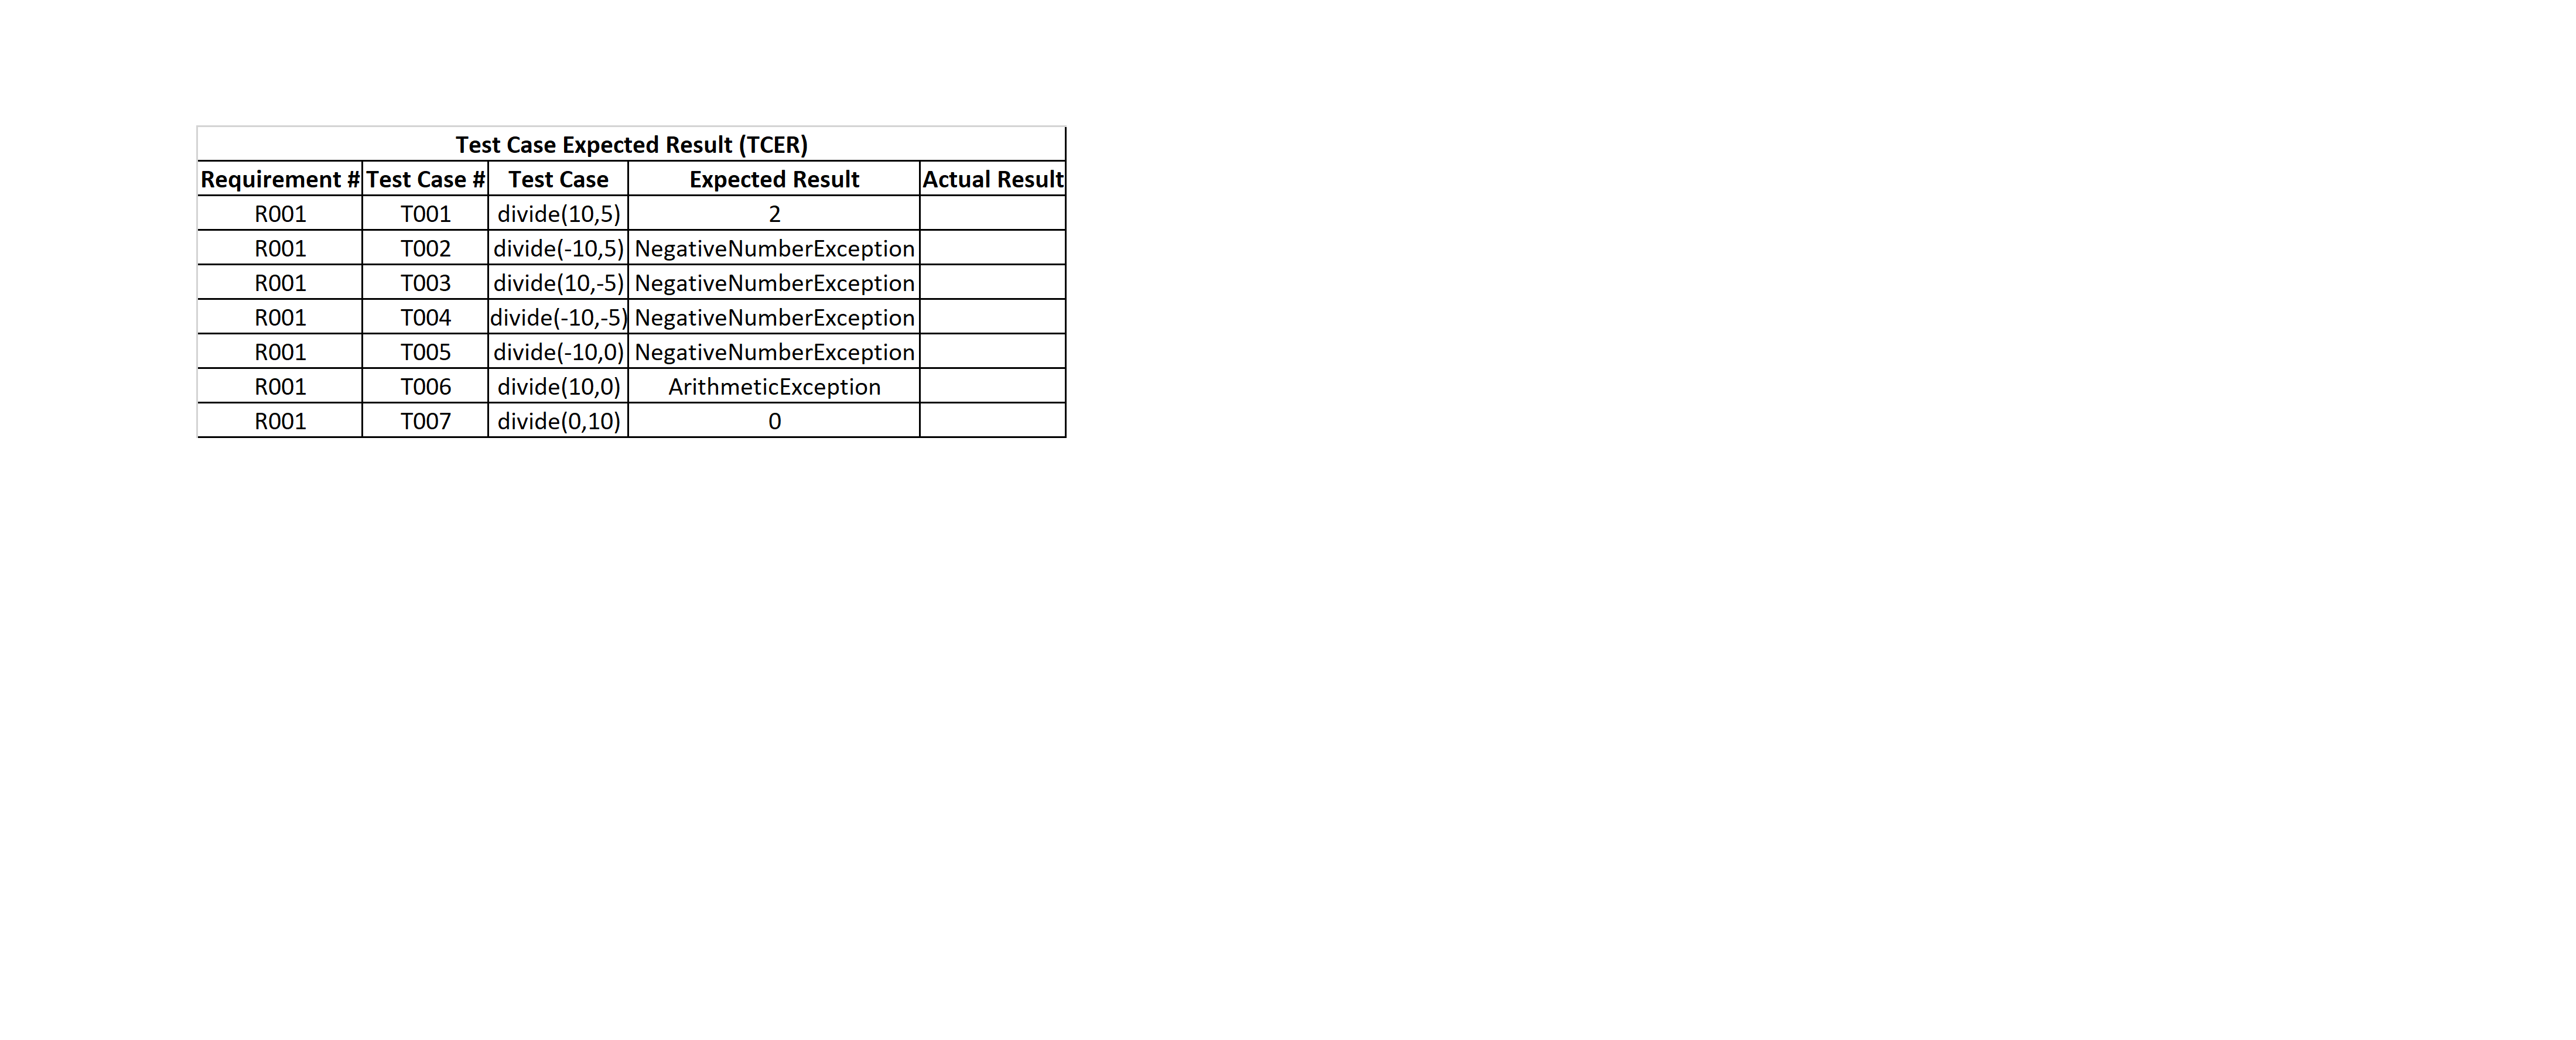 Test Case Expected Result (TCER)
Requirement # Test Case # Test Case Expected Result Actual Result
R001 T001 divide(10,5) 2
R001 T002 divide(-10,5) NegativeNumberException
R001 T003 divide(10,-5) NegativeNumberException
R001 T004 divide(-10,-5) NegativeNumberException
R001 T005 divide(-10,0) NegativeNumberException
R001 T006 divide(10,0) ArithmeticException
R001 T007 divide(0,10) 0